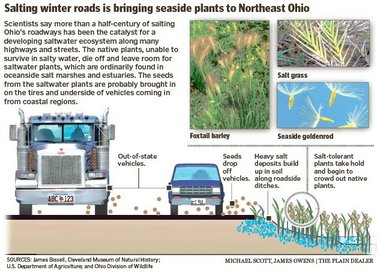 Salting winter roads is bringing seaside plants to Northeast Ohio
Scientists say more than a half-century of salting
Ohio's roadways has been the catalyst for a
developing saltwater ecosystem along many
highways and streets. The native plants, unable to
survive in salty water, die off and leave room for
saltwater plants, which are ordinarily found in
oceanside salt marshes and estuaries. The seeds
from the saltwater plants are probably brought in
on the tires and underside of vehicles coming in
from coastal regions.
Salt grass
Foxtail barley
Seaside goldenrod
Out-of-state
vehicles.
Seeds
drop
off
vehicles.
Heavy salt
deposits build
up in soil
along roadside
ditches.
Salt-tolerant
plants take hold
and begin to
crowd out native
plants.
ABC 123
SOURCES: James Bissell, Cleveland Museum of Natural History;
U.S. Department of Agriculture; and Ohio Division of Wildlife
MICHAEL SCOTT, JAMES OWENS | THE PLAIN DEALER